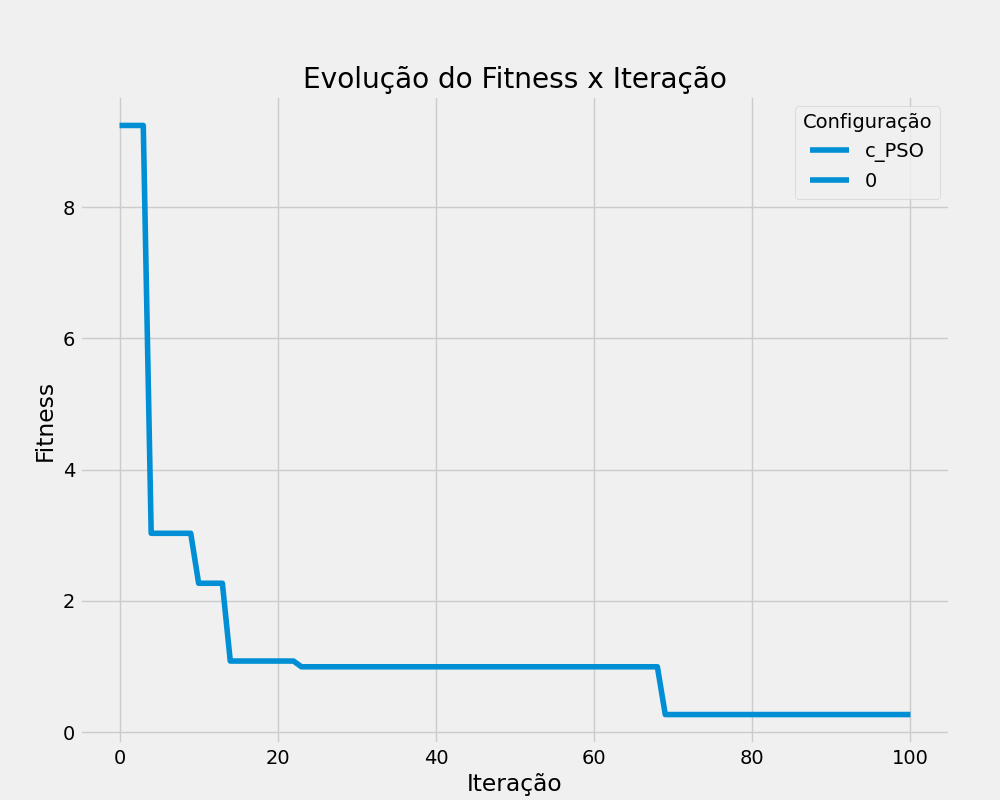 Evolução do Fitness x Iteração
Configuração
c_PSO
0
8
6
4
2
0
Fitness
0 20 40 60 80 100
Iteração